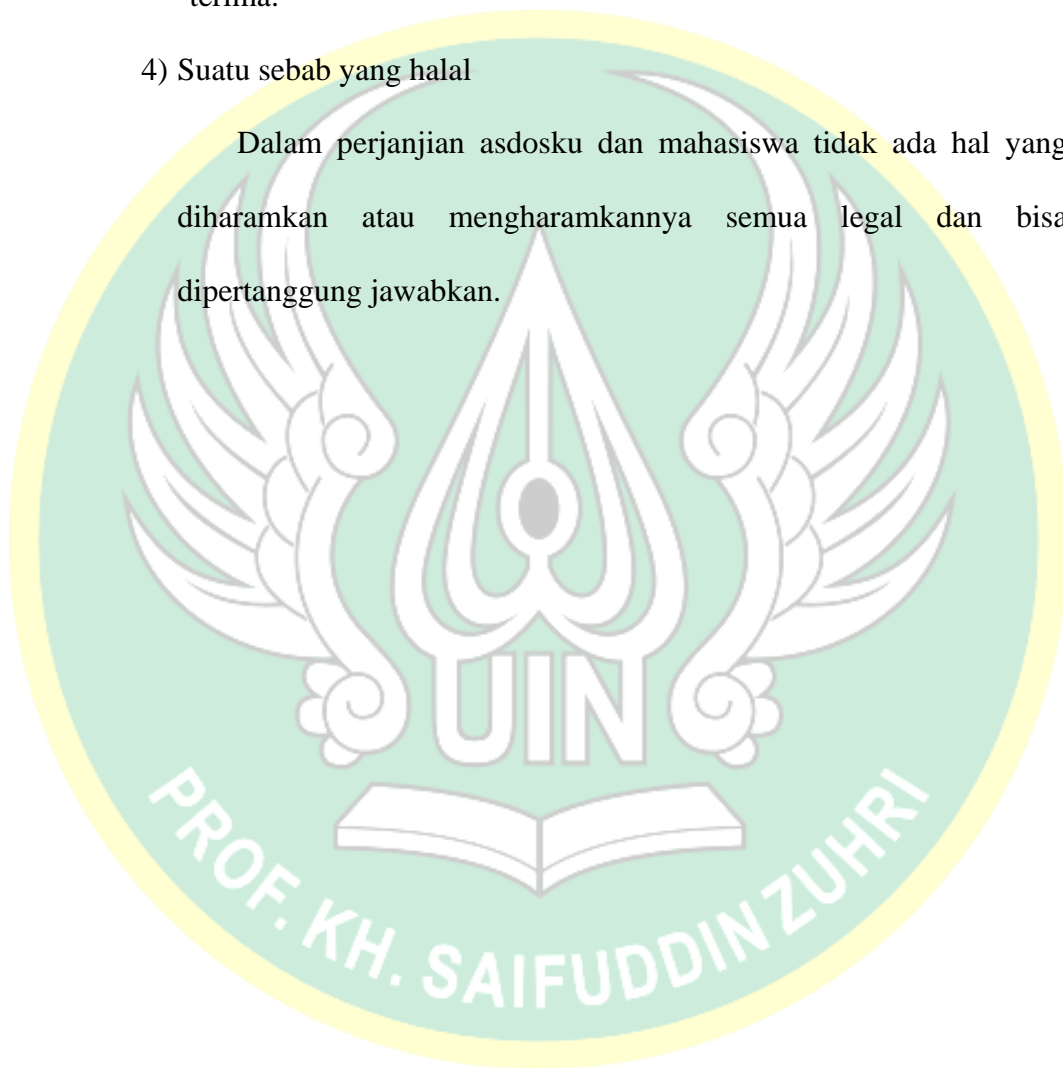 terima.
4) Suatu sebab yang halal
Dalam perjanjian asdosku dan mahasiswa tidak ada hal yang
diharamkan atau mengharamkannya semua legal dan bisa
dipertanggung jawabkan.
UIN
PROF. KH. SAIFUDDIN ZUHRI